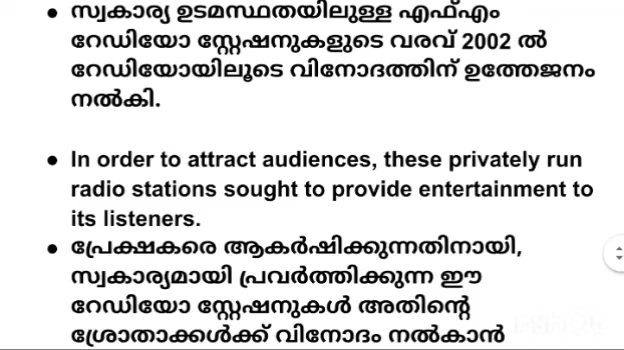 • സ്വകാര്യ ഉടമസ്ഥതയിലുള്ള എഫ്എം
റേഡിയോ സ്റ്റേഷനുകളുടെ വരവ് 2002 ൽ
റേഡിയോയിലൂടെ വിനോദത്തിന് ഉത്തേജനം
നൽകി.
• In order to attract audiences, these privately run
radio stations sought to provide entertainment to
its listeners.
• പ്രേക്ഷകരെ ആകർഷിക്കുന്നതിനായി,
സ്വകാര്യമായി പ്രവർത്തിക്കുന്ന ഈ
റേഡിയോ സ്റ്റേഷനുകൾ അതിന്റെ
ശ്രോതാക്കൾക്ക് വിനോദം നൽകാൻ